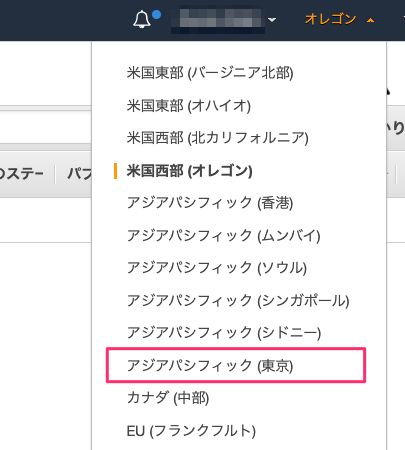 オレゴン
米国東部 (バージニア北部)
米国東部 (オハイオ)
かり
米国西部 (北カリフォルニア)
のステー
パブ
米国西部 (オレゴン)
アジアパシフィック (香港)
アジアパシフィック (ムンバイ)
アジアパシフィック (ソウル)
アジアパシフィック (シンガポール)
アジアパシフィック (シドニー)
アジアパシフィック (東京)
カナダ (中部)
EU (フランクフルト)